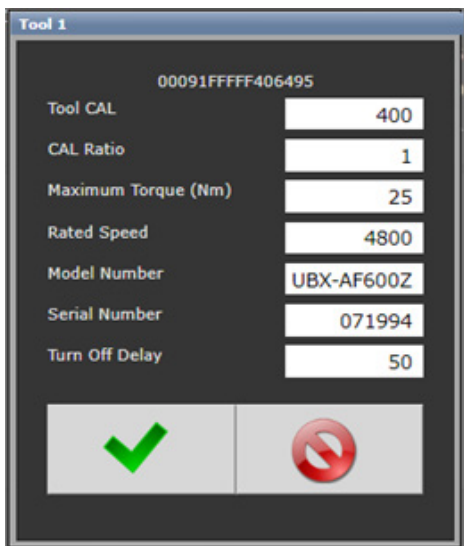 Tool 1
00091FFFFF406495
Tool CAL 400
CAL Ratio 1
Maximum Torque (Nm) 25
Rated Speed 4800
Model Number UBX-AF600Z
Serial Number 071994
Turn Off Delay 50